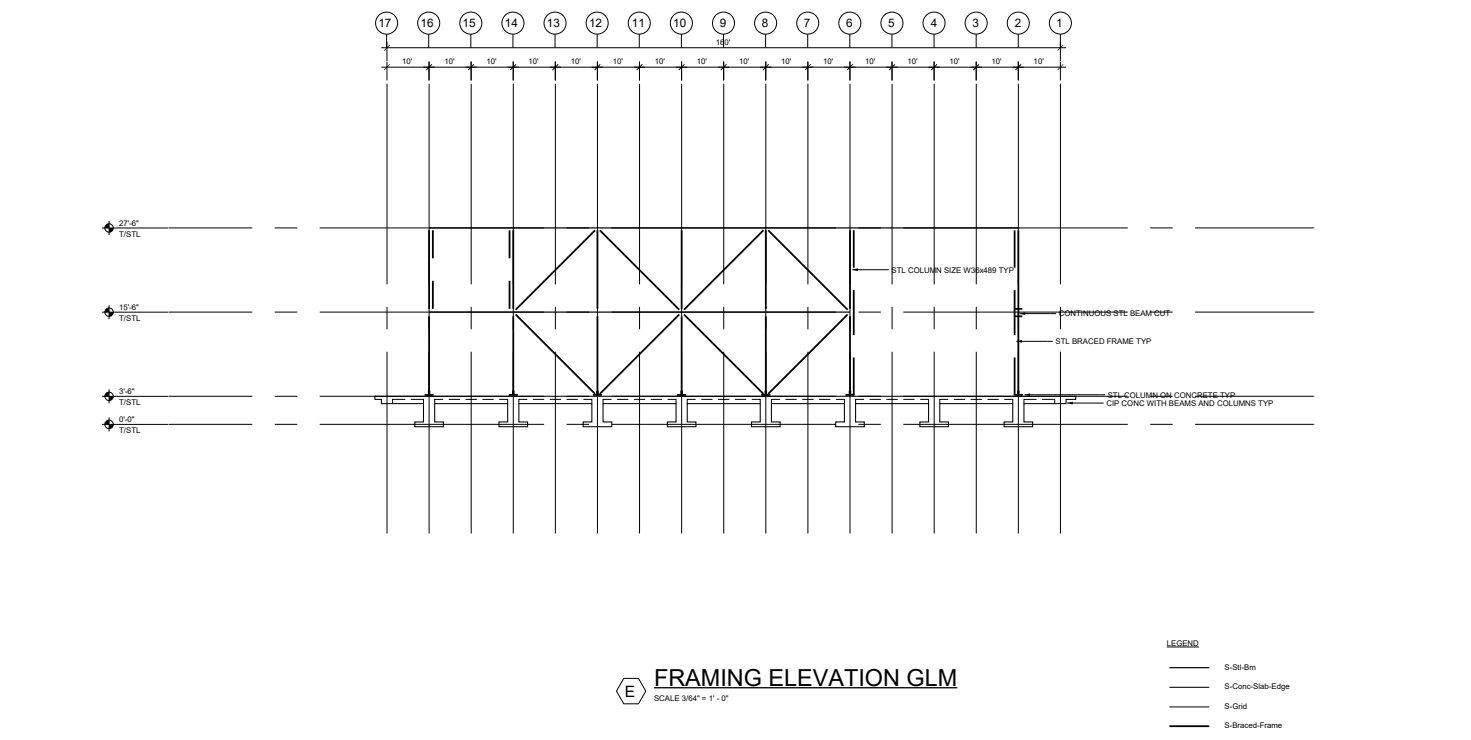 17 16 15 14 13 12 11 10 9 8 7 6 5 4 3 2 1
160'
10' 10' 10' 10' 10' 10' 10' 10' 10' 10' 10' 10' 10' 10' 10' 10'
27'-6"
T/STL
STL COLUMN SIZE W36x489 TYP
15'-6"
T/STL
CONTINUOUS STL BEAM CUT
STL BRACED FRAME TYP
3'-6"
T/STL
STL COLUMN ON CONCRETE TYP
CIP CONC WITH BEAMS AND COLUMNS TYP
0'-0"
T/STL
E
FRAMING ELEVATION GLM
SCALE 3/64" = 1' - 0"
LEGEND
S-Stl-Bm
S-Conc-Slab-Edge
S-Grid
S-Braced-Frame